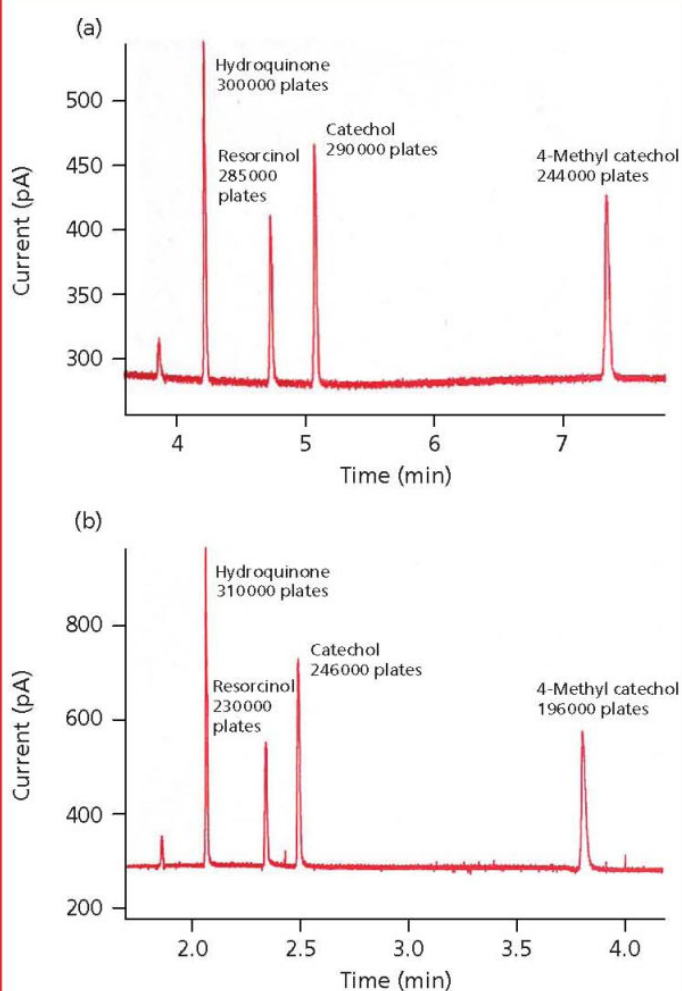 (a)
Hydroquinone
300000 plates
Catechol
290000 plates
Resorcinol
285000
plates
4-Methyl catechol
244000 plates
500
450
400
350
300
Current (pA)
4 5 6 7
Time (min)
(b)
Hydroquinone
310000 plates
Catechol
246000 plates
Resorcinol
230000
plates
4-Methyl catechol
196000 plates
800
600
400
200
Current (pA)
2.0 2.5 3.0 3.5 4.0
Time (min)